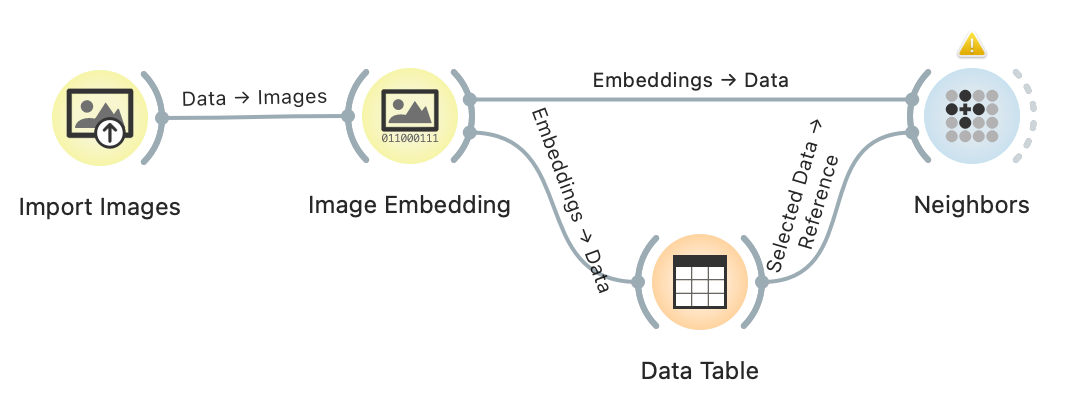 Data → Images
Embeddings → Data
011000111
Import Images
Image Embedding
Neighbors
Embeddings → Data
Selected Data →
Reference
Data Table